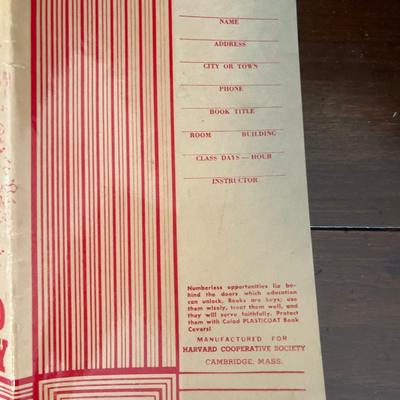 NAME
ADDRESS
CITY OR TOWN
PHONE
BOOK TITLE
ROOM BUILDING
CLASS DAYS — HOUR
INSTRUCTOR
Numberless opportunities lie be-
hind the doors which education
can unlock. Books are keys; use
them wisely, treat them well, and
they will serve faithfully. Protect
them with Colad PLASTICOAT Book
Covers!
MANUFACTURED FOR
HARVARD COOPERATIVE SOCIETY
CAMBRIDGE, MASS.